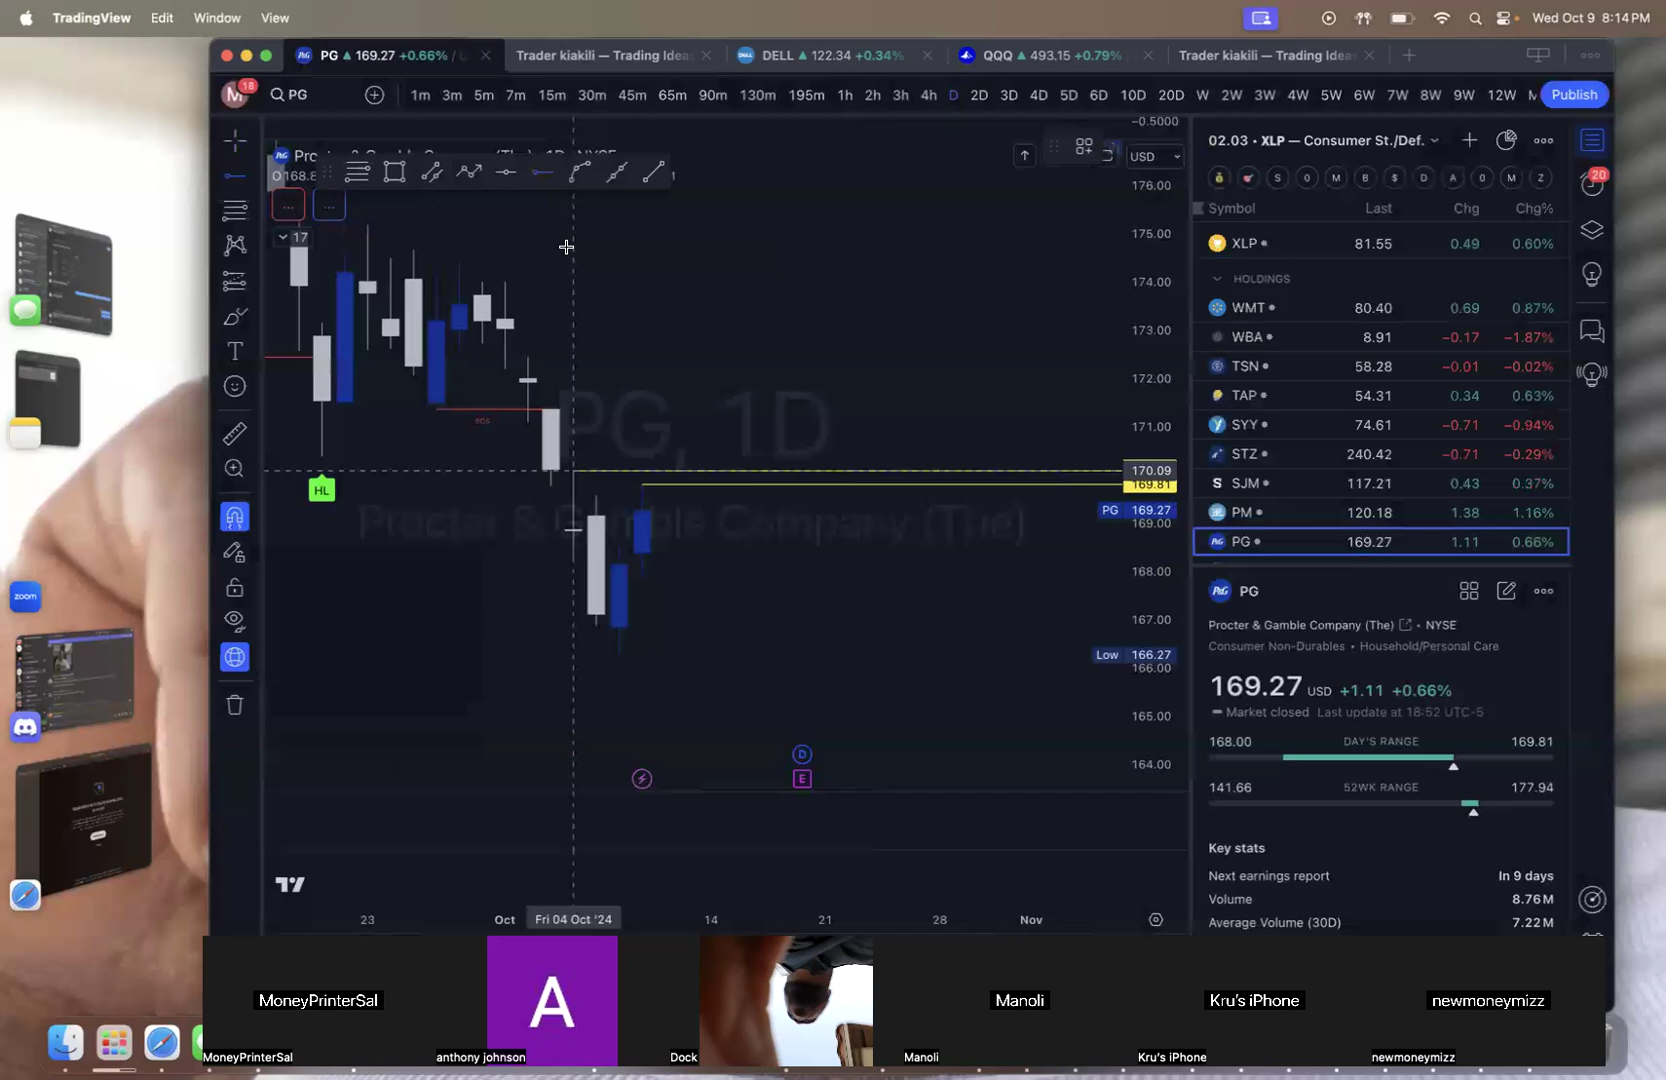 TradingView Edit Window View
Wed Oct 9 8:14 PM
PG 169.27 +0.66% / U
Trader kiakili — Trading Ideas
DELL 122.34 +0.34%
QQQ 493.15 +0.79%
Trader kiakili — Trading Ideas
M 18 PG 1m 3m 5m 7m 15m 30m 45m 65m 90m 130m 195m 1h 2h 3h 4h D 2D 3D 4D 5D 6D 10D 20D W 2W 3W 4W 5W 6W 7W 8W 9W 12W M Publish
−0.5000
USD
17
176.00
175.00
174.00
173.00
172.00
171.00
170.09
169.81
PG 169.27
169.00
168.00
167.00
Low 166.27
166.00
165.00
164.00
HL
PG, 1D
Procter & Gamble Company (The)
D
E
23 Oct Fri 04 Oct '24 14 21 28 Nov
02.03 • XLP — Consumer St./Def.
S O M B $ D A O M Z
Symbol Last Chg Chg%
XLP 81.55 0.49 0.60%
HOLDINGS
WMT 80.40 0.69 0.87%
WBA 8.91 −0.17 −1.87%
TSN 58.28 −0.01 −0.02%
TAP 54.31 0.34 0.63%
SYY 74.61 −0.71 −0.94%
STZ 240.42 −0.71 −0.29%
SJM 117.21 0.43 0.37%
PM 120.18 1.38 1.16%
PG 169.27 1.11 0.66%
20
P&G PG
Procter & Gamble Company (The) • NYSE
Consumer Non-Durables • Household/Personal Care
169.27 USD +1.11 +0.66%
Market closed Last update at 18:52 UTC-5
168.00 DAY'S RANGE 169.81
141.66 52WK RANGE 177.94
Key stats
Next earnings report In 9 days
Volume 8.76 M
Average Volume (30D) 7.22 M
zoom
MoneyPrinterSal
A
Manoli
Kru's iPhone
newmoneymizz
MoneyPrinterSal
anthony johnson
Dock
Manoli
Kru's iPhone
newmoneymizz